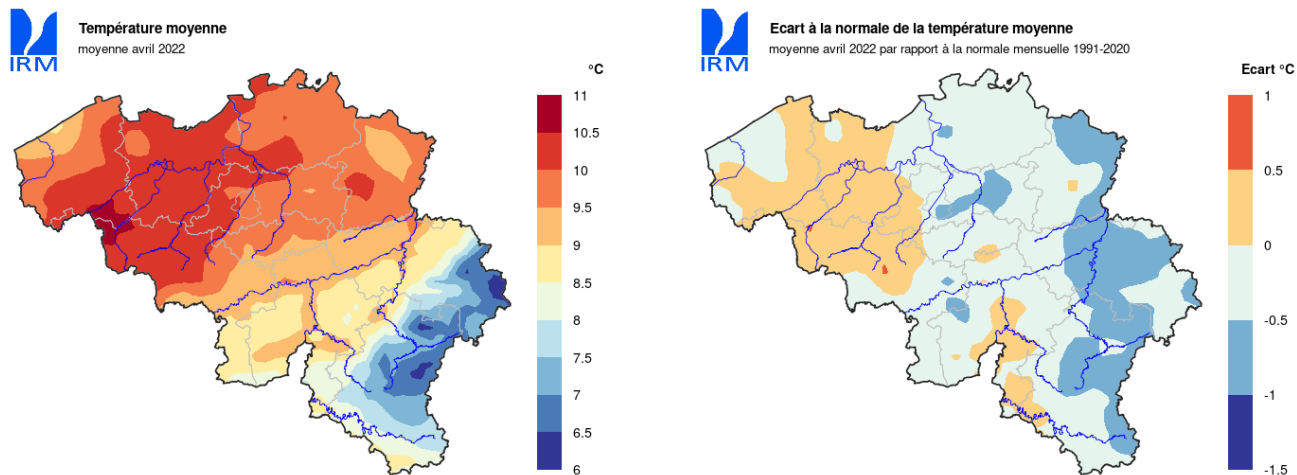 IRM
Température moyenne
moyenne avril 2022
°C
11
10.5
10
9.5
9
8.5
8
7.5
7
6.5
6
IRM
Ecart à la normale de la température moyenne
moyenne avril 2022 par rapport à la normale mensuelle 1991-2020
Ecart °C
1
0.5
0
-0.5
-1
-1.5